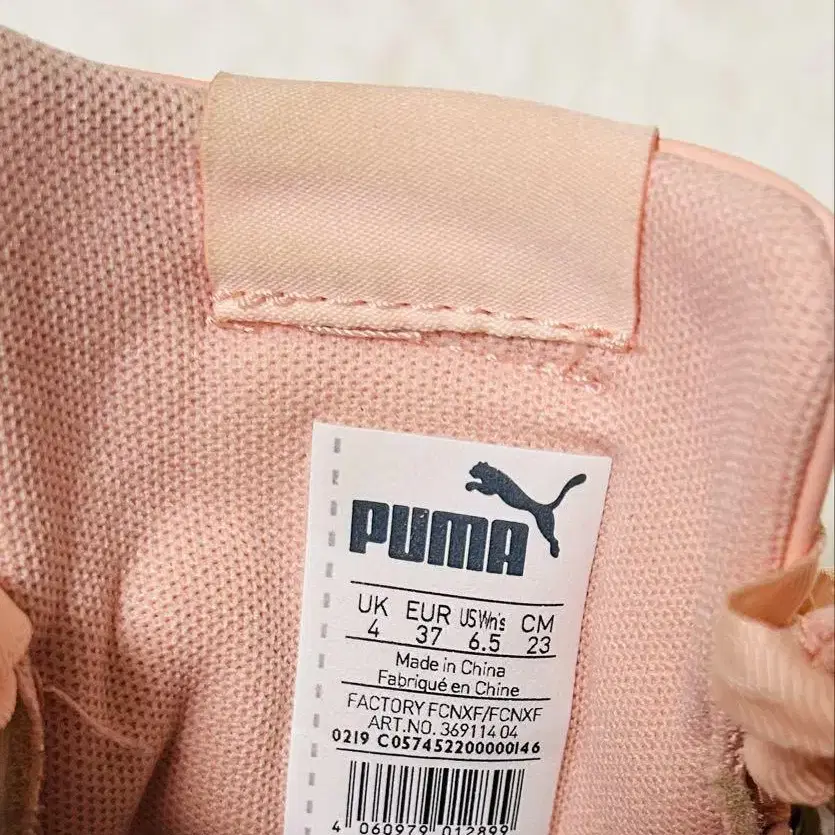 PUMA
UK EUR US Wn's CM
4 37 6.5 23
Made in China
Fabriqué en Chine
FACTORY FCNXF/FCNXF
ART.NO. 369114 04
0219 C057452200000146
4 060979 012899